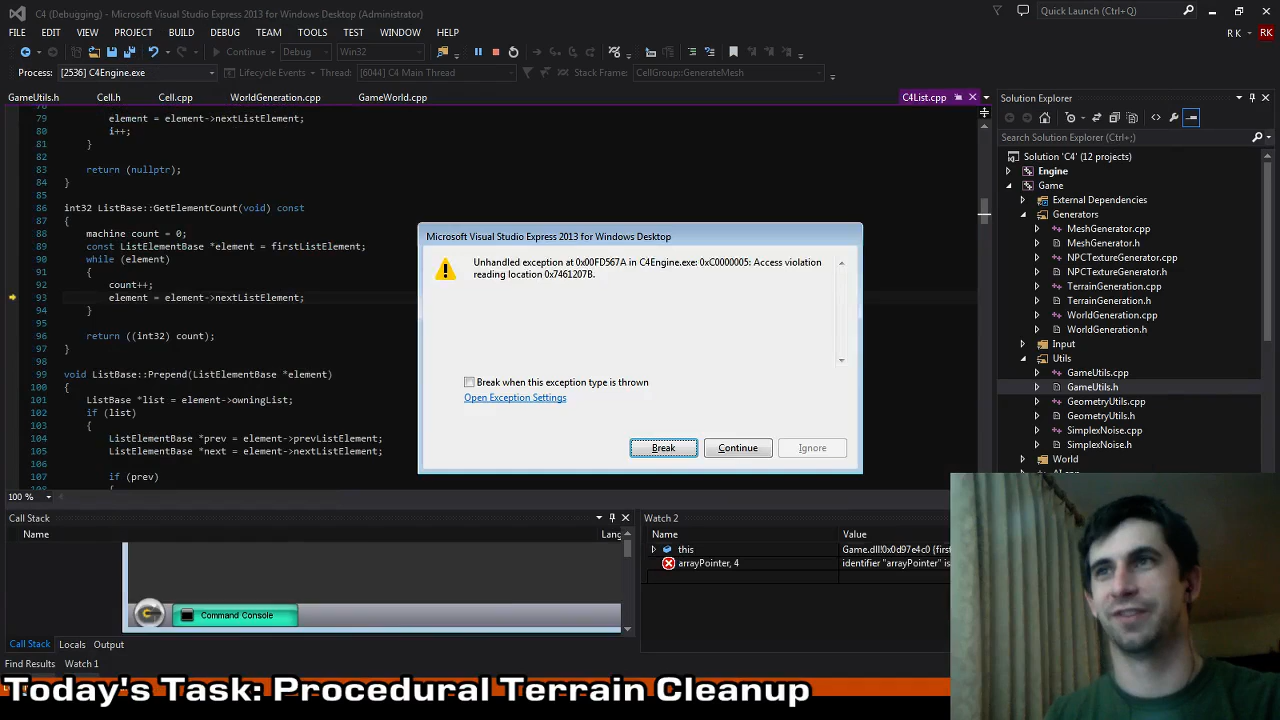 C4 (Debugging) - Microsoft Visual Studio Express 2013 for Windows Desktop (Administrator)
Quick Launch (Ctrl+Q)
FILE EDIT VIEW PROJECT BUILD DEBUG TEAM TOOLS TEST WINDOW HELP
R K RK
Continue Debug Win32
Process: [2536] C4Engine.exe Lifecycle Events Thread: [6044] C4 Main Thread Stack Frame: CellGroup::GenerateMesh
GameUtils.h Cell.h Cell.cpp WorldGeneration.cpp GameWorld.cpp C4List.cpp
78
79 element = element->nextListElement;
80 i++;
81 }
82
83 return (nullptr);
84 }
85
86 int32 ListBase::GetElementCount(void) const
87 {
88 machine count = 0;
89 const ListElementBase *element = firstListElement;
90 while (element)
91 {
92 count++;
93 element = element->nextListElement;
94 }
95
96 return ((int32) count);
97 }
98
99 void ListBase::Prepend(ListElementBase *element)
100 {
101 ListBase *list = element->owningList;
102 if (list)
103 {
104 ListElementBase *prev = element->prevListElement;
105 ListElementBase *next = element->nextListElement;
106
107 if (prev)
108
100 %
Microsoft Visual Studio Express 2013 for Windows Desktop
Unhandled exception at 0x00FD567A in C4Engine.exe: 0xC0000005: Access violation
reading location 0x7461207B.
Break when this exception type is thrown
Open Exception Settings
Break Continue Ignore
Solution Explorer
Search Solution Explorer (Ctrl+;)
Solution 'C4' (12 projects)
Engine
Game
External Dependencies
Generators
MeshGenerator.cpp
MeshGenerator.h
NPCTextureGenerator.cpp
NPCTextureGenerator.h
TerrainGeneration.cpp
TerrainGeneration.h
WorldGeneration.cpp
WorldGeneration.h
Input
Utils
GameUtils.cpp
GameUtils.h
GeometryUtils.cpp
GeometryUtils.h
SimplexNoise.cpp
SimplexNoise.h
World
AI.cpp
Call Stack
Name Lang
Command Console
Call Stack Locals Output
Find Results Watch 1
Watch 2
Name Value
this Game.dll!0x0d97e4c0 (first
arrayPointer, 4 identifier "arrayPointer" is
Today's Task: Procedural Terrain Cleanup